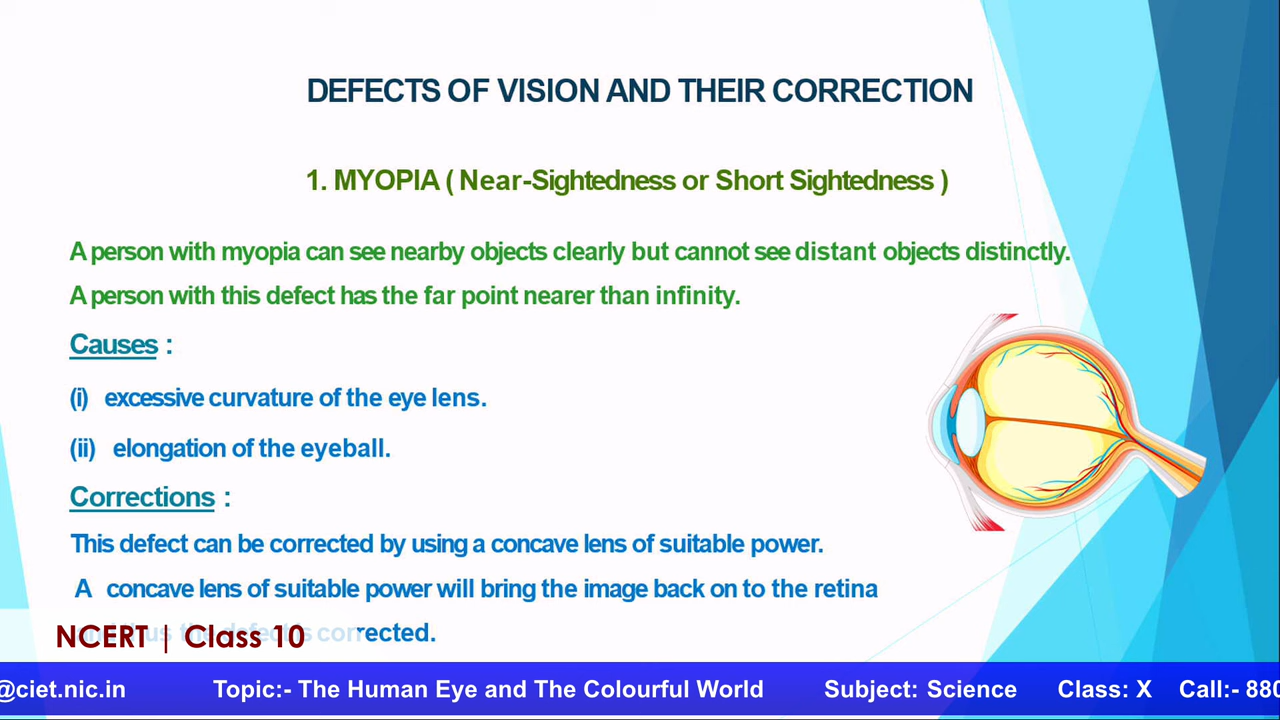 DEFECTS OF VISION AND THEIR CORRECTION
1. MYOPIA ( Near-Sightedness or Short Sightedness )
A person with myopia can see nearby objects clearly but cannot see distant objects distinctly.
A person with this defect has the far point nearer than infinity.
Causes :
(i) excessive curvature of the eye lens.
(ii) elongation of the eyeball.
Corrections :
This defect can be corrected by using a concave lens of suitable power.
A concave lens of suitable power will bring the image back on to the retina
thus the defect is corrected.
NCERT | Class 10
@ciet.nic.in Topic:- The Human Eye and The Colourful World Subject: Science Class: X Call:- 880